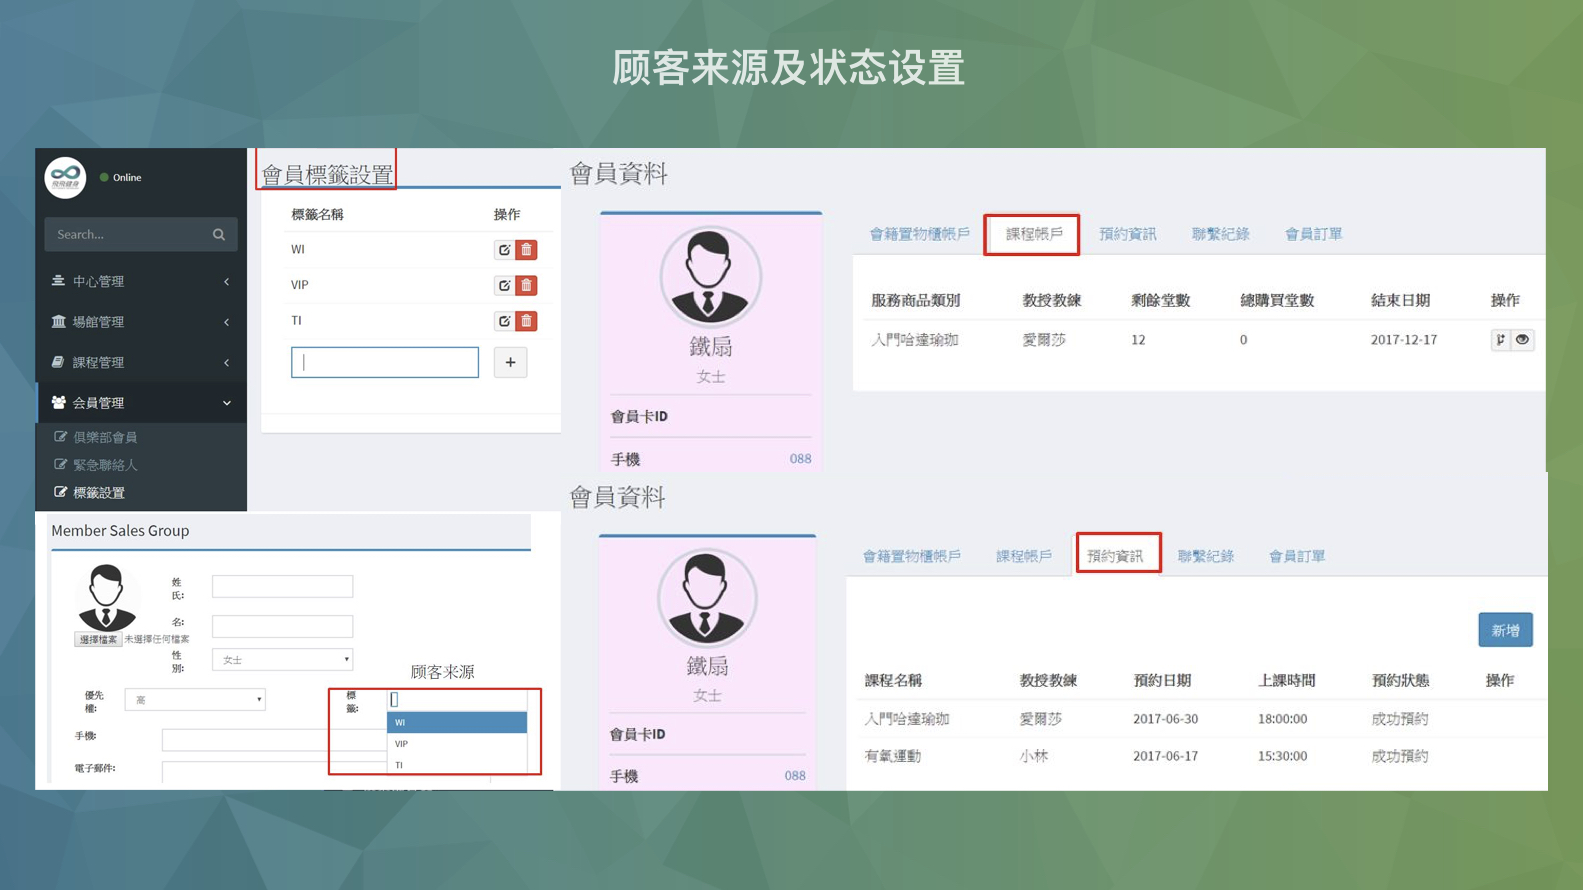 顾客来源及状态设置
飛飛健身
Online
Search...
中心管理
場館管理
課程管理
会員管理
俱樂部會員
緊急聯絡人
標籤設置
會員標籤設置
標籤名稱 操作
WI
VIP
TI
會員資料
鐵扇
女士
會員卡ID
手機 088
會籍置物櫃帳戶 課程帳戶 預約資訊 聯繫紀錄 會員訂單
服務商品類別 教授教練 剩餘堂數 總購買堂數 結束日期 操作
入門哈達瑜珈 愛爾莎 12 0 2017-12-17
Member Sales Group
姓氏:
名:
選擇檔案 未選擇任何檔案
性別: 女士
顾客来源
優先權: 高
標籤:
WI
VIP
TI
手機:
電子郵件:
會員資料
鐵扇
女士
會員卡ID
手機 088
會籍置物櫃帳戶 課程帳戶 預約資訊 聯繫紀錄 會員訂單
新增
課程名稱 教授教練 預約日期 上課時間 預約狀態 操作
入門哈達瑜珈 愛爾莎 2017-06-30 18:00:00 成功預約
有氧運動 小林 2017-06-17 15:30:00 成功預約